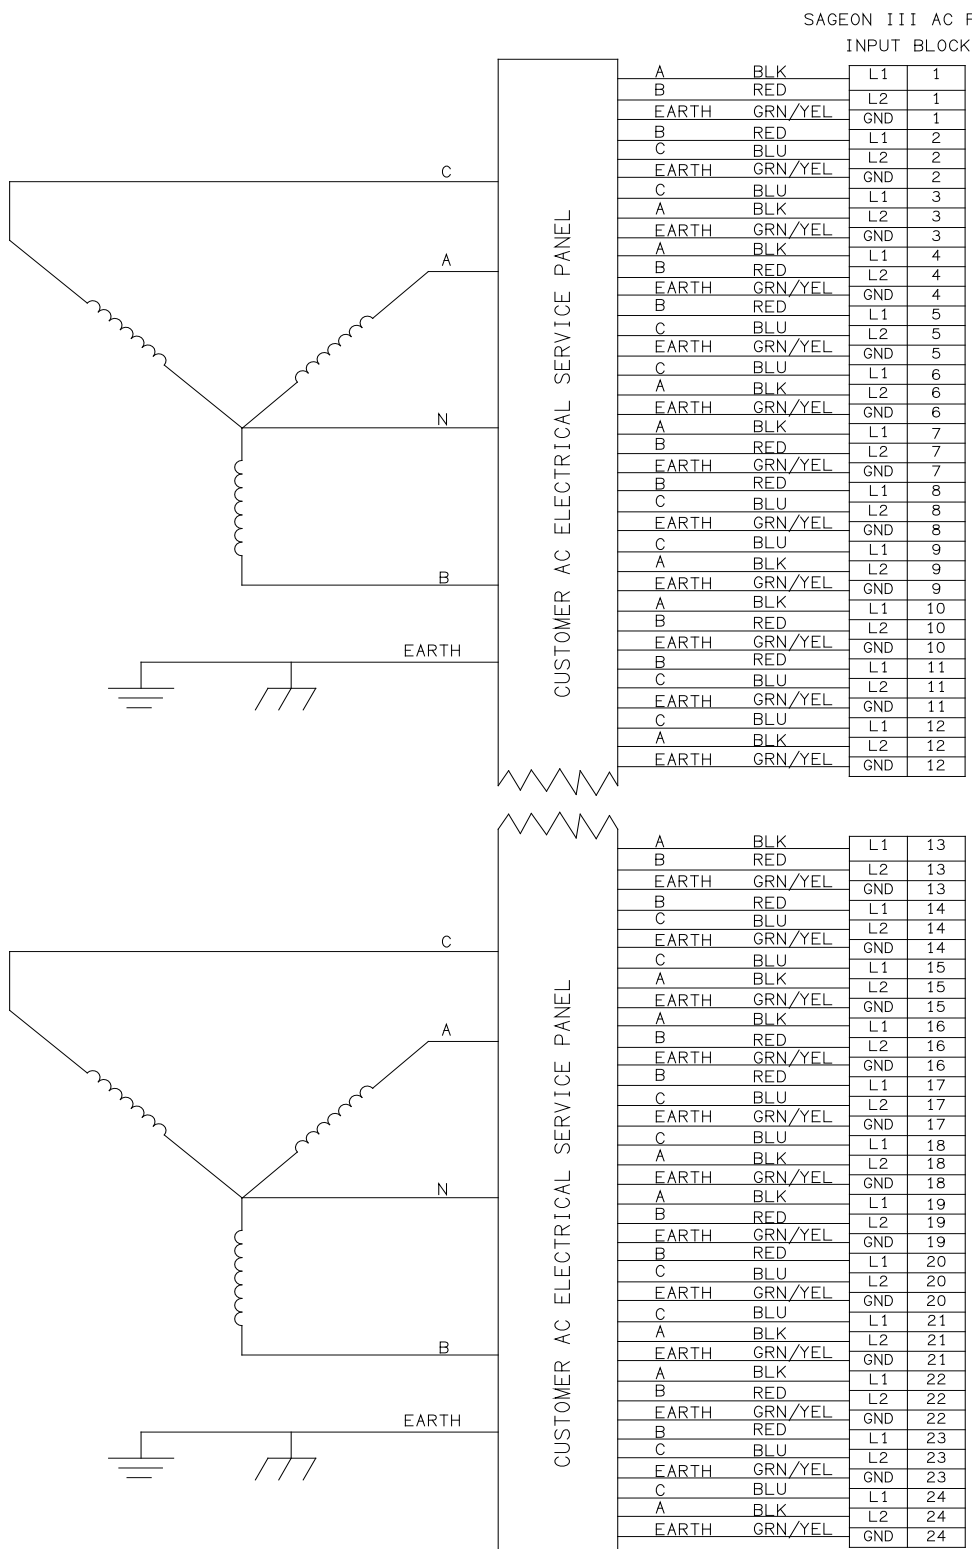 SAGEON III AC
INPUT BLOCK
A BLK L1 1
B RED L2 1
EARTH GRN/YEL GND 1
B RED L1 2
C BLU L2 2
EARTH GRN/YEL GND 2
C BLU L1 3
A BLK L2 3
EARTH GRN/YEL GND 3
A BLK L1 4
B RED L2 4
EARTH GRN/YEL GND 4
B RED L1 5
C BLU L2 5
EARTH GRN/YEL GND 5
C BLU L1 6
A BLK L2 6
EARTH GRN/YEL GND 6
A BLK L1 7
B RED L2 7
EARTH GRN/YEL GND 7
B RED L1 8
C BLU L2 8
EARTH GRN/YEL GND 8
C BLU L1 9
A BLK L2 9
EARTH GRN/YEL GND 9
A BLK L1 10
B RED L2 10
EARTH GRN/YEL GND 10
B RED L1 11
C BLU L2 11
EARTH GRN/YEL GND 11
C BLU L1 12
A BLK L2 12
EARTH GRN/YEL GND 12
C
A
N
B
EARTH
CUSTOMER AC ELECTRICAL SERVICE PANEL
A BLK L1 13
B RED L2 13
EARTH GRN/YEL GND 13
B RED L1 14
C BLU L2 14
EARTH GRN/YEL GND 14
C BLU L1 15
A BLK L2 15
EARTH GRN/YEL GND 15
A BLK L1 16
B RED L2 16
EARTH GRN/YEL GND 16
B RED L1 17
C BLU L2 17
EARTH GRN/YEL GND 17
C BLU L1 18
A BLK L2 18
EARTH GRN/YEL GND 18
A BLK L1 19
B RED L2 19
EARTH GRN/YEL GND 19
B RED L1 20
C BLU L2 20
EARTH GRN/YEL GND 20
C BLU L1 21
A BLK L2 21
EARTH GRN/YEL GND 21
A BLK L1 22
B RED L2 22
EARTH GRN/YEL GND 22
B RED L1 23
C BLU L2 23
EARTH GRN/YEL GND 23
C BLU L1 24
A BLK L2 24
EARTH GRN/YEL GND 24
C
A
N
B
EARTH
CUSTOMER AC ELECTRICAL SERVICE PANEL